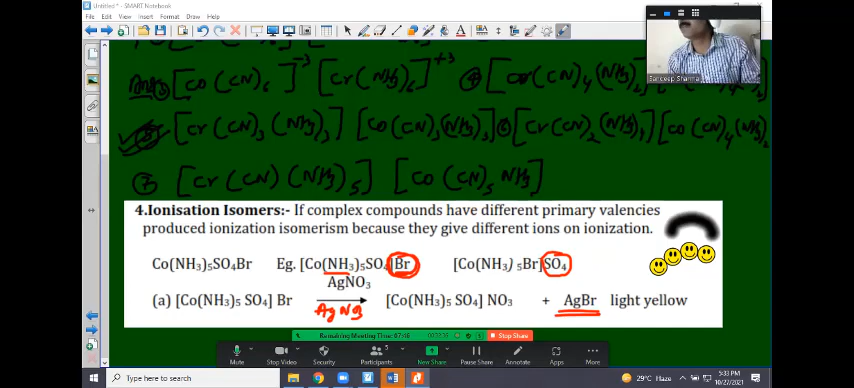 Untitled * - SMART Notebook
File Edit View Insert Format Draw Help
Sandeep Sharma
[Co(CN)6]-3 [Cr(NH3)6]+3 ④ [Co(CN)4(NH3)2]
[Cr(CN)3(NH3)3] [Co(CN)3(NH3)3] ⑥ [Cr(CN)2(NH3)4] [Co(CN)4(NH3)2
⑦ [Cr(CN)(NH3)5] [Co(CN)5NH3]
4.Ionisation Isomers:- If complex compounds have different primary valencies
produced ionization isomerism because they give different ions on ionization.
Co(NH3)5SO4Br Eg. [Co(NH3)5SO4]Br [Co(NH3) 5Br]SO4
AgNO3
(a) [Co(NH3)5 SO4] Br [Co(NH3)5 SO4] NO3 + AgBr light yellow
AgNO3
Remaining Meeting Time: Stop Share
Mute Stop Video Security Participants 5 New Share Pause Share Annotate Apps More
Type here to search 29°C Haze 5:33 PM
10/27/2021